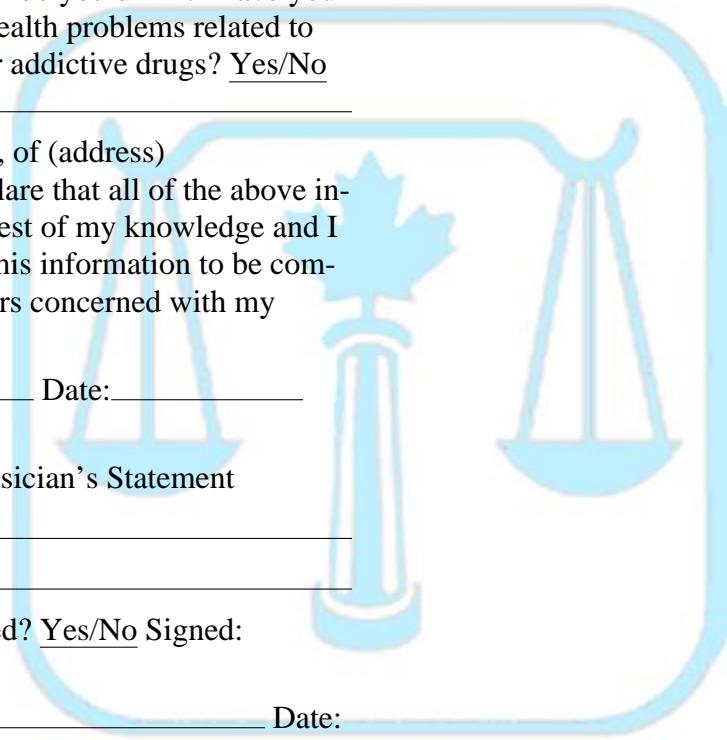 ealth problems related to
r addictive drugs? Yes/No
, of (address)
lare that all of the above in-
est of my knowledge and I
his information to be com-
rs concerned with my
Date:
sician’s Statement
ed? Yes/No Signed:
Date: